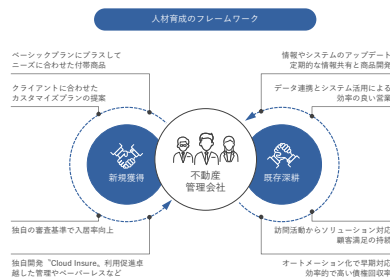 人材育成のフレームワーク
ベーシックプランにプラスして
ニーズに合わせた付帯商品
クライアントに合わせた
カスタマイズプランの提案
情報やシステムのアップデート
定期的な情報共有と商品開発
データ連携とシステム活用による
効率の良い営業
新規獲得
不動産
管理会社
既存深耕
独自の審査基準で入居率向上
独自開発〝Cloud Insure〟利用促進卓
越した管理やペーパーレスなど
訪問活動からソリューション対応
顧客満足の持続
オートメーション化で早期対応
効率的で高い債権回収率